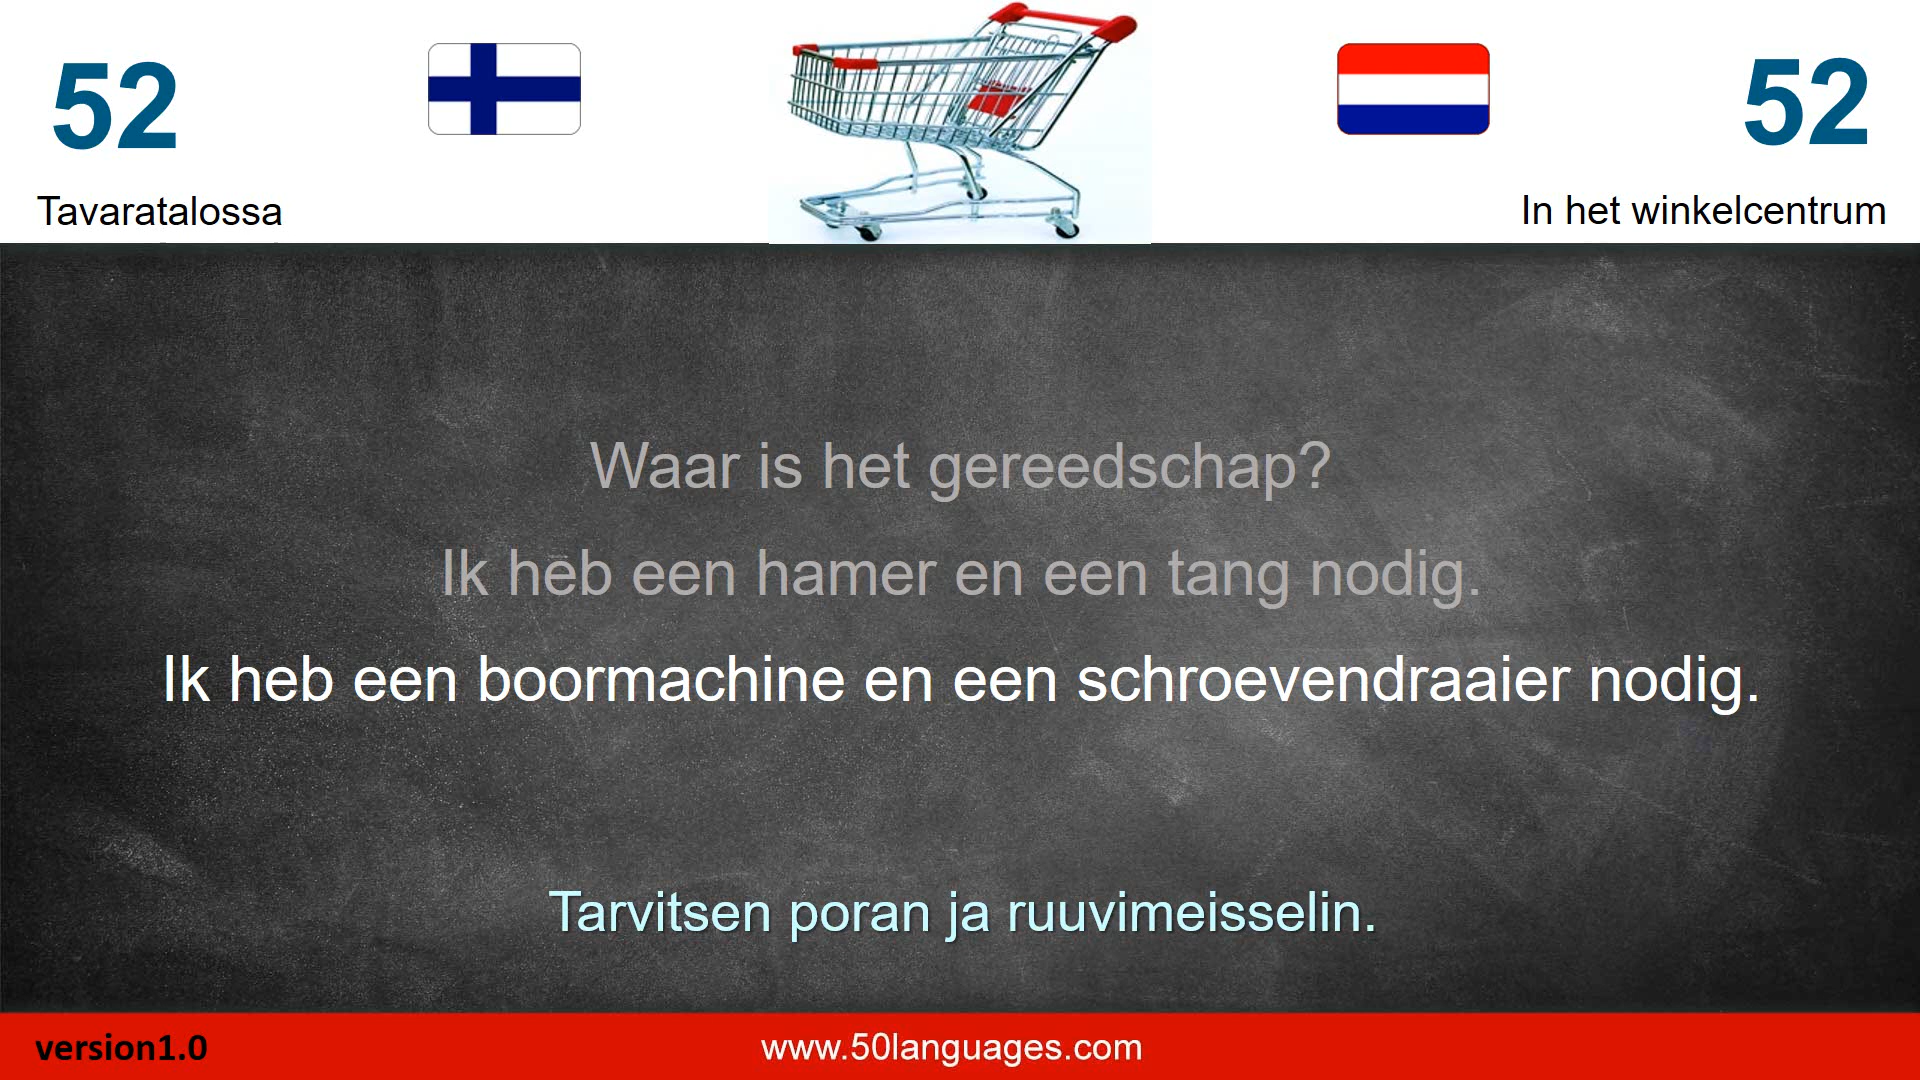 52
52
Tavaratalossa
In het winkelcentrum
Waar is het gereedschap?
Ik heb een hamer en een tang nodig.
Ik heb een boormachine en een schroevendraaier nodig.
Tarvitsen poran ja ruuvimeisselin.
version1.0
www.50languages.com